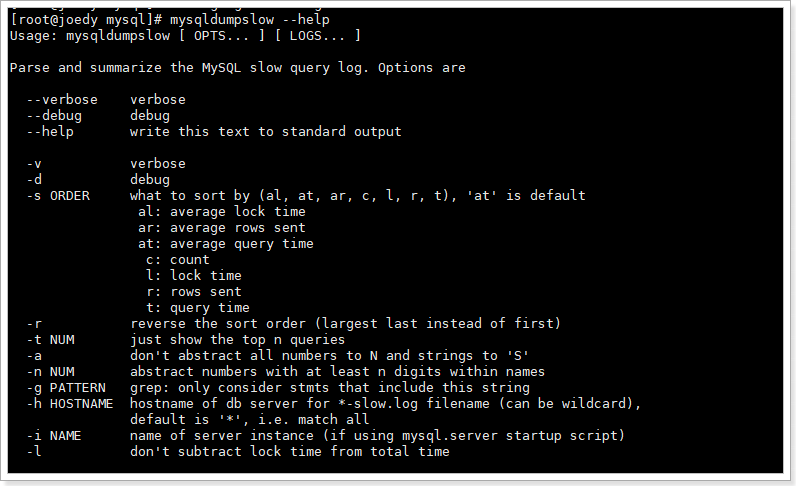 [root@joedy mysql]# mysqldumpslow --help
Usage: mysqldumpslow [ OPTS... ] [ LOGS... ]
Parse and summarize the MySQL slow query log. Options are
--verbose    verbose
--debug      debug
--help       write this text to standard output
-v           verbose
-d           debug
-s ORDER     what to sort by (al, at, ar, c, l, r, t), 'at' is default
al: average lock time
ar: average rows sent
at: average query time
c: count
l: lock time
r: rows sent
t: query time
-r           reverse the sort order (largest last instead of first)
-t NUM       just show the top n queries
-a           don't abstract all numbers to N and strings to 'S'
-n NUM       abstract numbers with at least n digits within names
-g PATTERN   grep: only consider stmts that include this string
-h HOSTNAME  hostname of db server for *-slow.log filename (can be wildcard),
default is '*', i.e. match all
-i NAME      name of server instance (if using mysql.server startup script)
-l           don't subtract lock time from total time